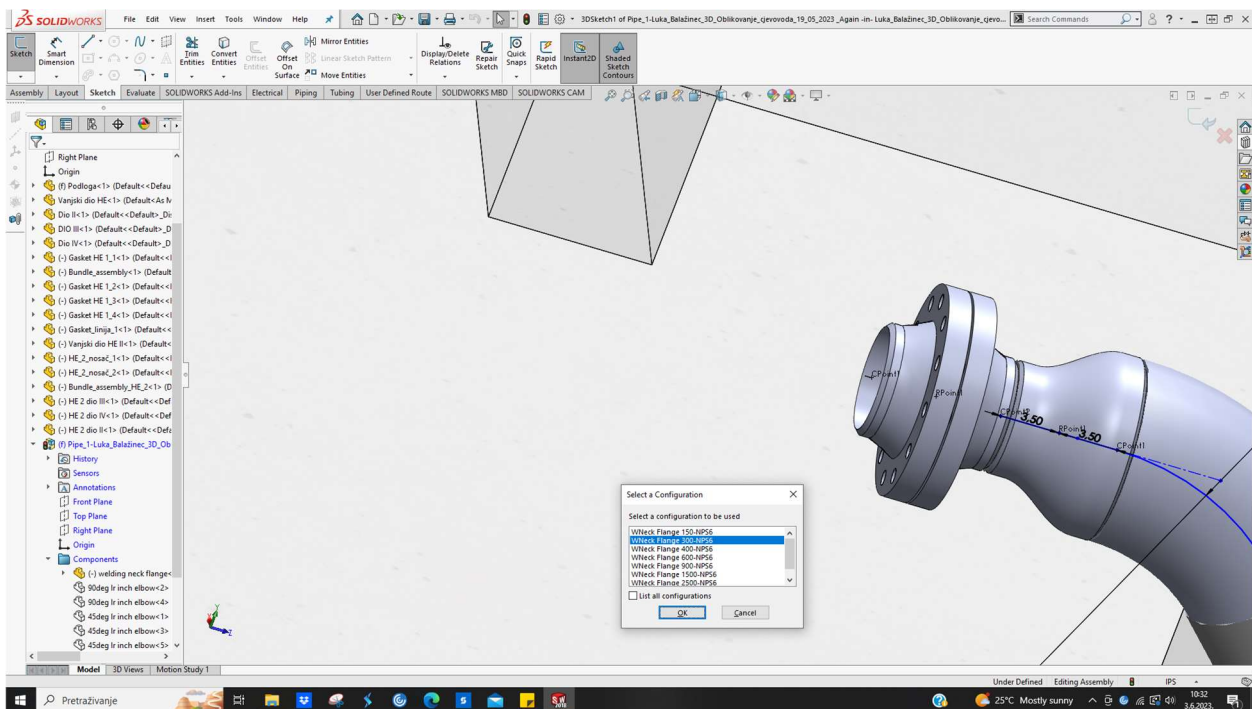 SOLIDWORKS File Edit View Insert Tools Window Help 3DSketch1 of Pipe_1-Luka_Balažinec_3D_Oblikovanje_cjevovoda_19_05_2023 _Again -in- Luka_Balažinec_3D_Oblikovanje_cjevo... Search Commands
Sketch Smart Dimension Trim Entities Convert Entities Offset Entities Offset On Surface Mirror Entities Linear Sketch Pattern Move Entities Display/Delete Relations Repair Sketch Quick Snaps Rapid Sketch Instant2D Shaded Sketch Contours
Assembly Layout Sketch Evaluate SOLIDWORKS Add-Ins Electrical Piping Tubing User Defined Route SOLIDWORKS MBD SOLIDWORKS CAM
Right Plane
Origin
(f) Podloga<1> (Default<<Defau
Vanjski dio HE<1> (Default<As M
Dio II<1> (Default<<Default>_Dis
DIO III<1> (Default<<Default>_D
Dio IV<1> (Default<<Default>_D
(-) Gasket HE 1_1<1> (Default<<
(-) Bundle_assembly<1> (Default
(-) Gasket HE 1_2<1> (Default<<
(-) Gasket HE 1_3<1> (Default<<
(-) Gasket HE 1_4<1> (Default<<
(-) Gasket_linija_1<1> (Default<<
(-) Vanjski dio HE II<1> (Default<
(-) HE_2_nosač_1<1> (Default<<
(-) HE_2_nosač_2<1> (Default<<
(-) Bundle_assembly_HE_2<1> (D
(-) HE 2 dio III<1> (Default<<Def
(-) HE 2 dio IV<1> (Default<<Def
(-) HE 2 dio II<1> (Default<<Defa
(f) Pipe_1-Luka_Balažinec_3D_Ob
History
Sensors
Annotations
Front Plane
Top Plane
Right Plane
Origin
Components
(-) welding neck flange<
90deg lr inch elbow<2>
90deg lr inch elbow<4>
45deg lr inch elbow<1>
45deg lr inch elbow<3>
45deg lr inch elbow<5>
CPoint1
RPoint1
CPoint2
3.50
RPoint1
3.50
CPoint1
Y
Z
Select a Configuration
Select a configuration to be used
WNeck Flange 150-NPS6
WNeck Flange 300-NPS6
WNeck Flange 400-NPS6
WNeck Flange 600-NPS6
WNeck Flange 900-NPS6
WNeck Flange 1500-NPS6
WNeck Flange 2500-NPS6
List all configurations
OK Cancel
Model 3D Views Motion Study 1
Under Defined Editing Assembly IPS
Pretraživanje 25°C Mostly sunny 10:32
3.6.2023.